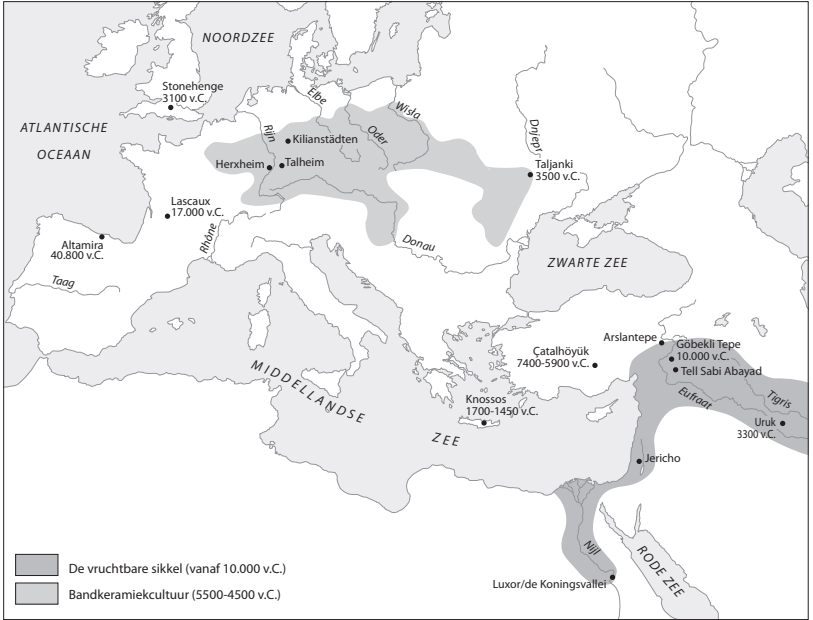 NOORDZEE
Stonehenge
3100 v.C.
ATLANTISCHE
OCEAAN
Elbe
Wisła
Rijn
Oder
Dnjepr
Kilianstädten
Herxheim
Talheim
Taljanki
3500 v.C.
Lascaux
17.000 v.C.
Altamira
40.800 v.C.
Rhône
Donau
Taag
ZWARTE ZEE
Arslantepe
Göbekli Tepe
10.000 v.C.
Çatalhöyük
7400-5900 v.C.
Tell Sabi Abayad
MIDDELLANDSE
ZEE
Eufraat
Tigris
Knossos
1700-1450 v.C.
Uruk
3300 v.C.
Jericho
Nijl
RODE ZEE
Luxor/de Koningsvallei
De vruchtbare sikkel (vanaf 10.000 v.C.)
Bandkeramiekcultuur (5500-4500 v.C.)